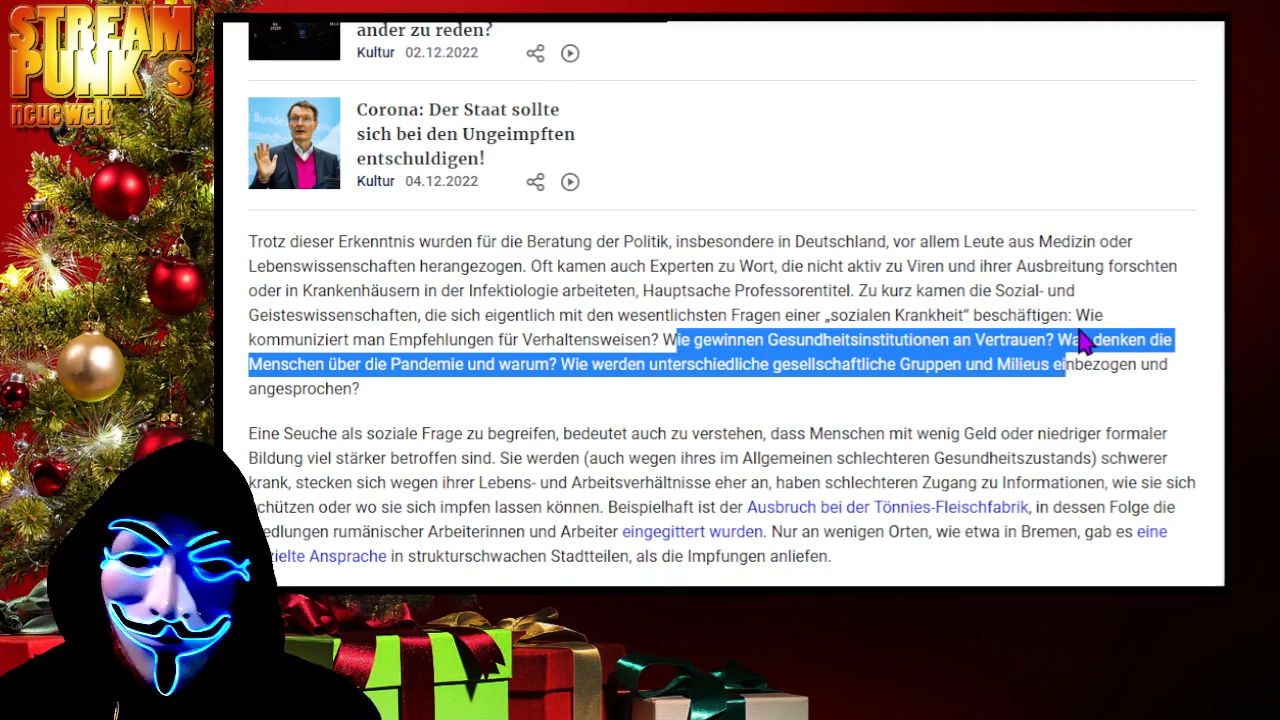 STREAM
PUNK´s
neue welt
ander zu reden?
Kultur 02.12.2022
Corona: Der Staat sollte
sich bei den Ungeimpften
entschuldigen!
Kultur 04.12.2022
Trotz dieser Erkenntnis wurden für die Beratung der Politik, insbesondere in Deutschland, vor allem Leute aus Medizin oder
Lebenswissenschaften herangezogen. Oft kamen auch Experten zu Wort, die nicht aktiv zu Viren und ihrer Ausbreitung forschten
oder in Krankenhäusern in der Infektiologie arbeiteten, Hauptsache Professorentitel. Zu kurz kamen die Sozial- und
Geisteswissenschaften, die sich eigentlich mit den wesentlichsten Fragen einer „sozialen Krankheit“ beschäftigen: Wie
kommuniziert man Empfehlungen für Verhaltensweisen? Wie gewinnen Gesundheitsinstitutionen an Vertrauen? Was denken die
Menschen über die Pandemie und warum? Wie werden unterschiedliche gesellschaftliche Gruppen und Milieus einbezogen und
angesprochen?
Eine Seuche als soziale Frage zu begreifen, bedeutet auch zu verstehen, dass Menschen mit wenig Geld oder niedriger formaler
Bildung viel stärker betroffen sind. Sie werden (auch wegen ihres im Allgemeinen schlechteren Gesundheitszustands) schwerer
krank, stecken sich wegen ihrer Lebens- und Arbeitsverhältnisse eher an, haben schlechteren Zugang zu Informationen, wie sie sich
schützen oder wo sie sich impfen lassen können. Beispielhaft ist der Ausbruch bei der Tönnies-Fleischfabrik, in dessen Folge die
iedlungen rumänischer Arbeiterinnen und Arbeiter eingegittert wurden. Nur an wenigen Orten, wie etwa in Bremen, gab es eine
zielte Ansprache in strukturschwachen Stadtteilen, als die Impfungen anliefen.